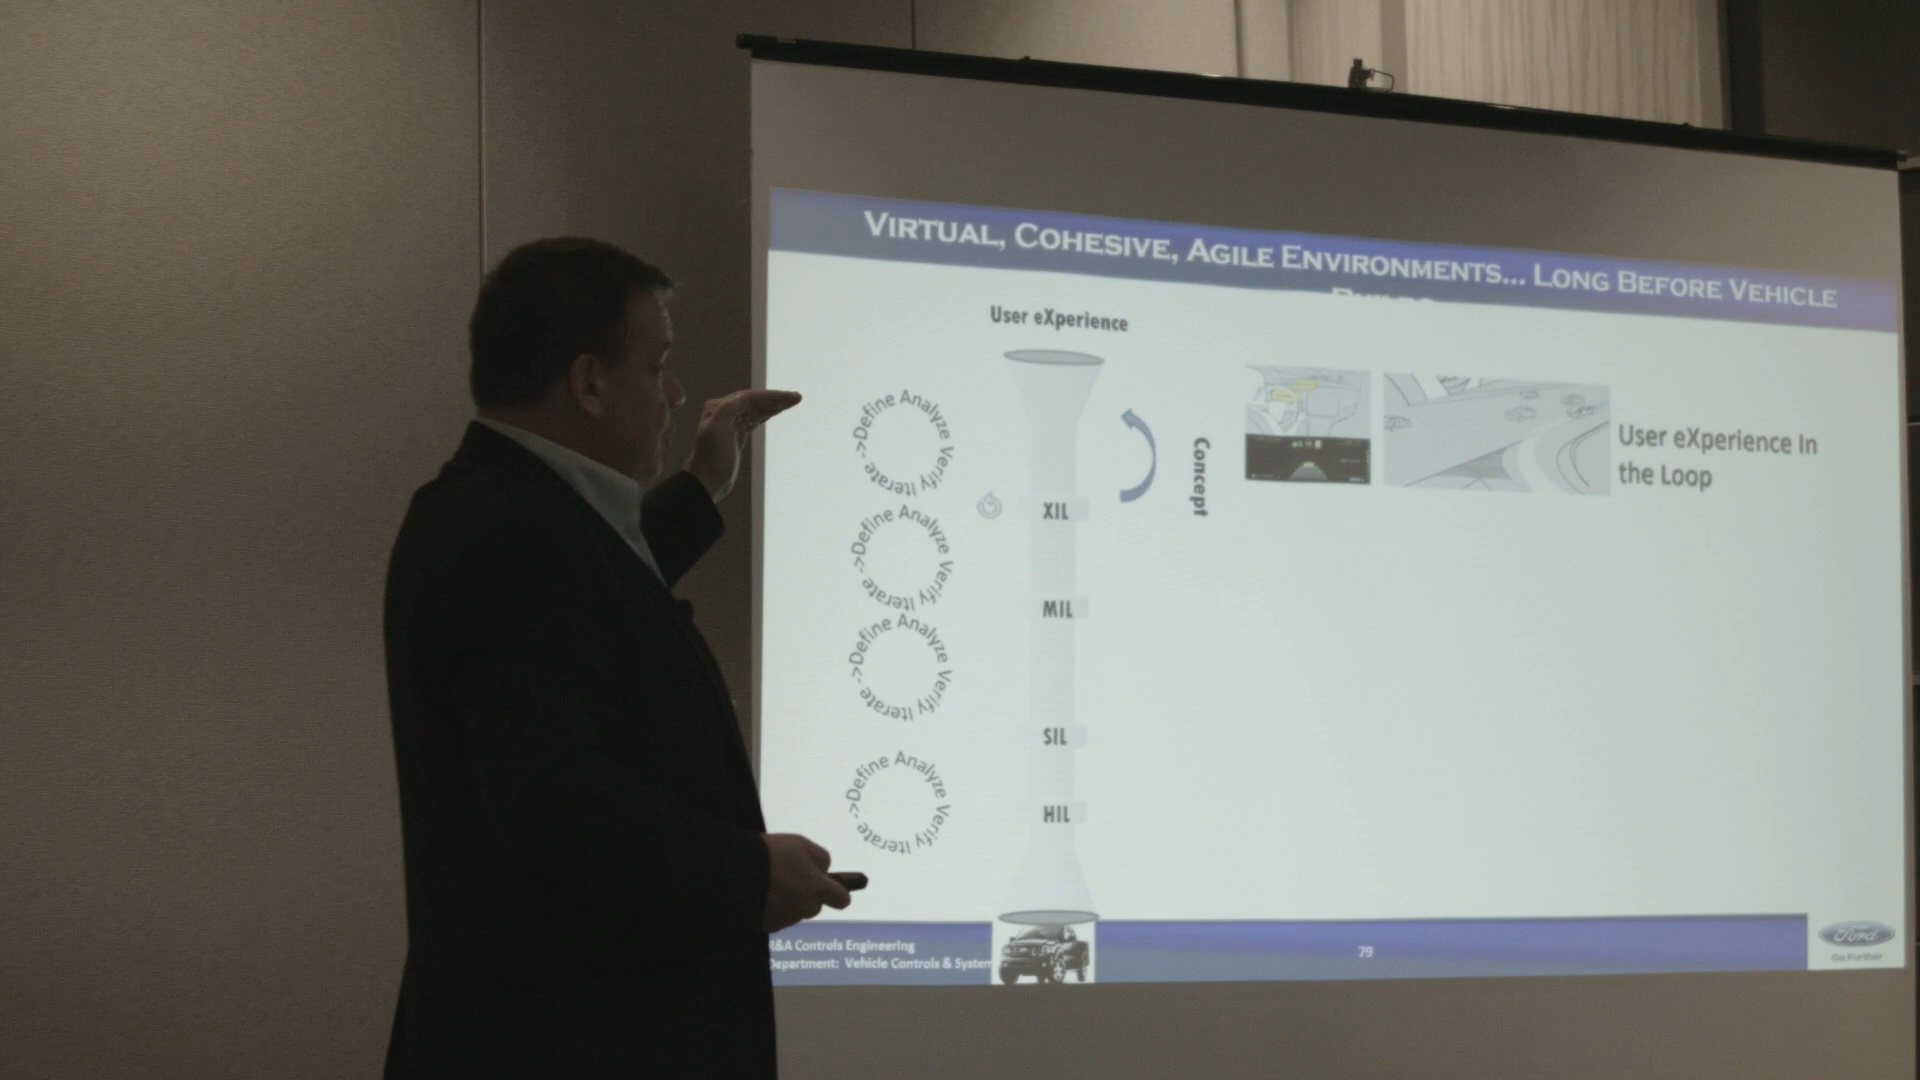 VIRTUAL, COHESIVE, AGILE ENVIRONMENTS... LONG BEFORE VEHICLE
User eXperience
->Define Analyze Verify Iterate
->Define Analyze Verify Iterate
->Define Analyze Verify Iterate
->Define Analyze Verify Iterate
XIL
MIL
SIL
HIL
Concept
User eXperience In
the Loop
&A Controls Engineering
Department: Vehicle Controls & System
79
Ford
Go Further